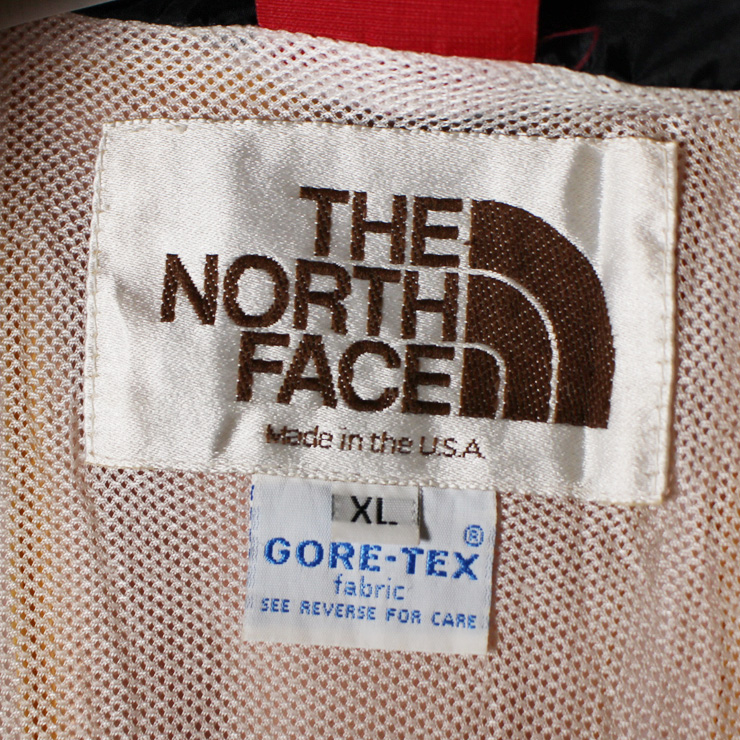 THE
NORTH
FACE
Made in the U.S.A.
XL
®
GORE-TEX
fabric
SEE REVERSE FOR CARE